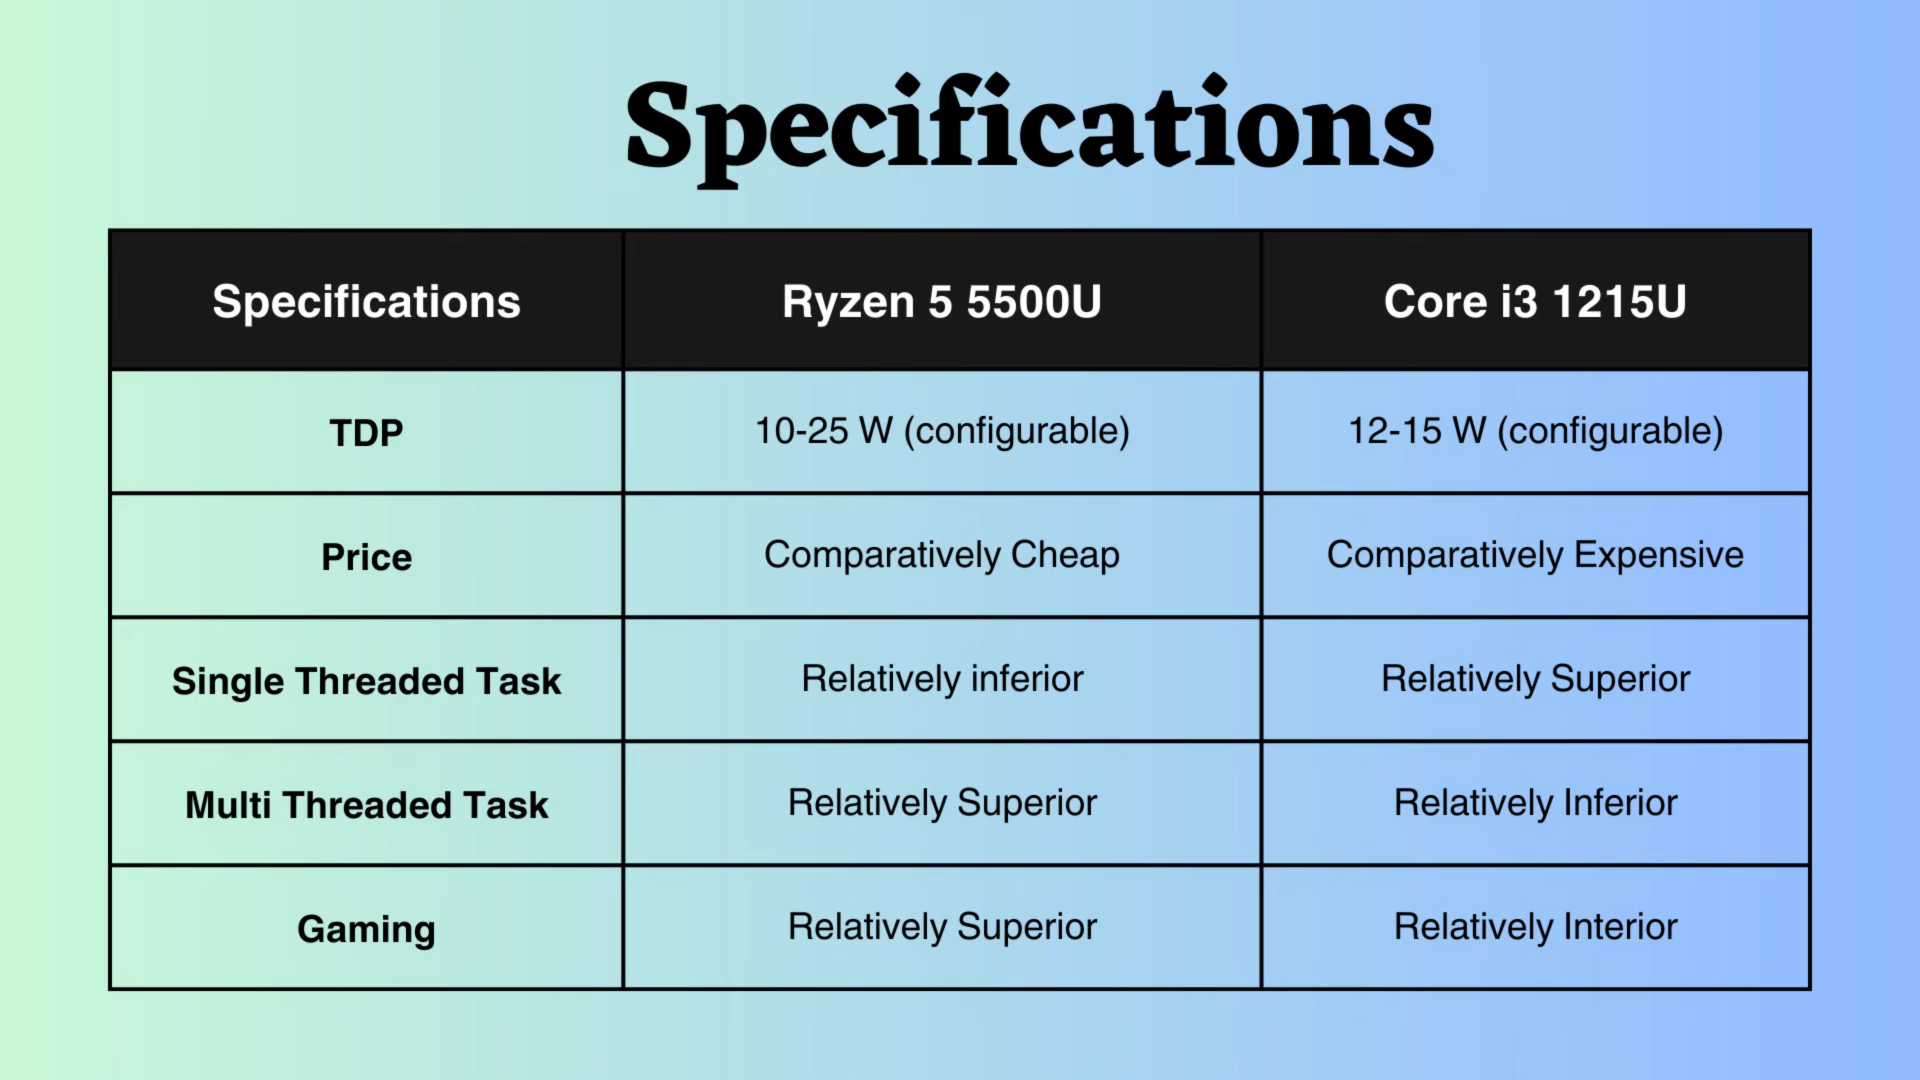 Specifications
Specifications Ryzen 5 5500U Core i3 1215U
TDP 10-25 W (configurable) 12-15 W (configurable)
Price Comparatively Cheap Comparatively Expensive
Single Threaded Task Relatively inferior Relatively Superior
Multi Threaded Task Relatively Superior Relatively Inferior
Gaming Relatively Superior Relatively Interior